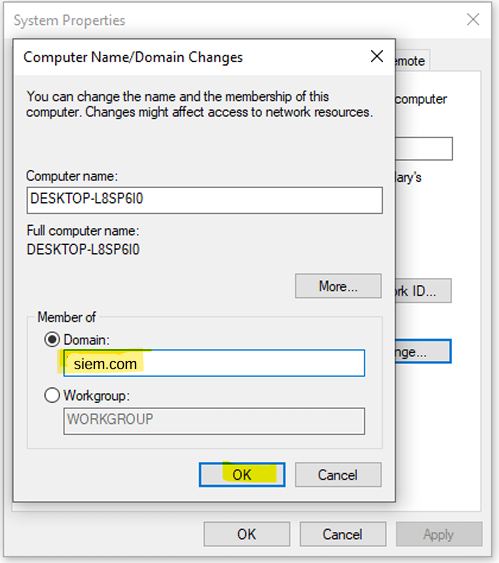 System Properties
Computer Name/Domain Changes
emote
You can change the name and the membership of this
computer. Changes might affect access to network resources.
computer
Computer name:
DESKTOP-L8SP6I0
lary's
Full computer name:
DESKTOP-L8SP6I0
More...
rk ID...
Member of
Domain:
siem.com
nge...
Workgroup:
WORKGROUP
OK
Cancel
OK
Cancel
Apply